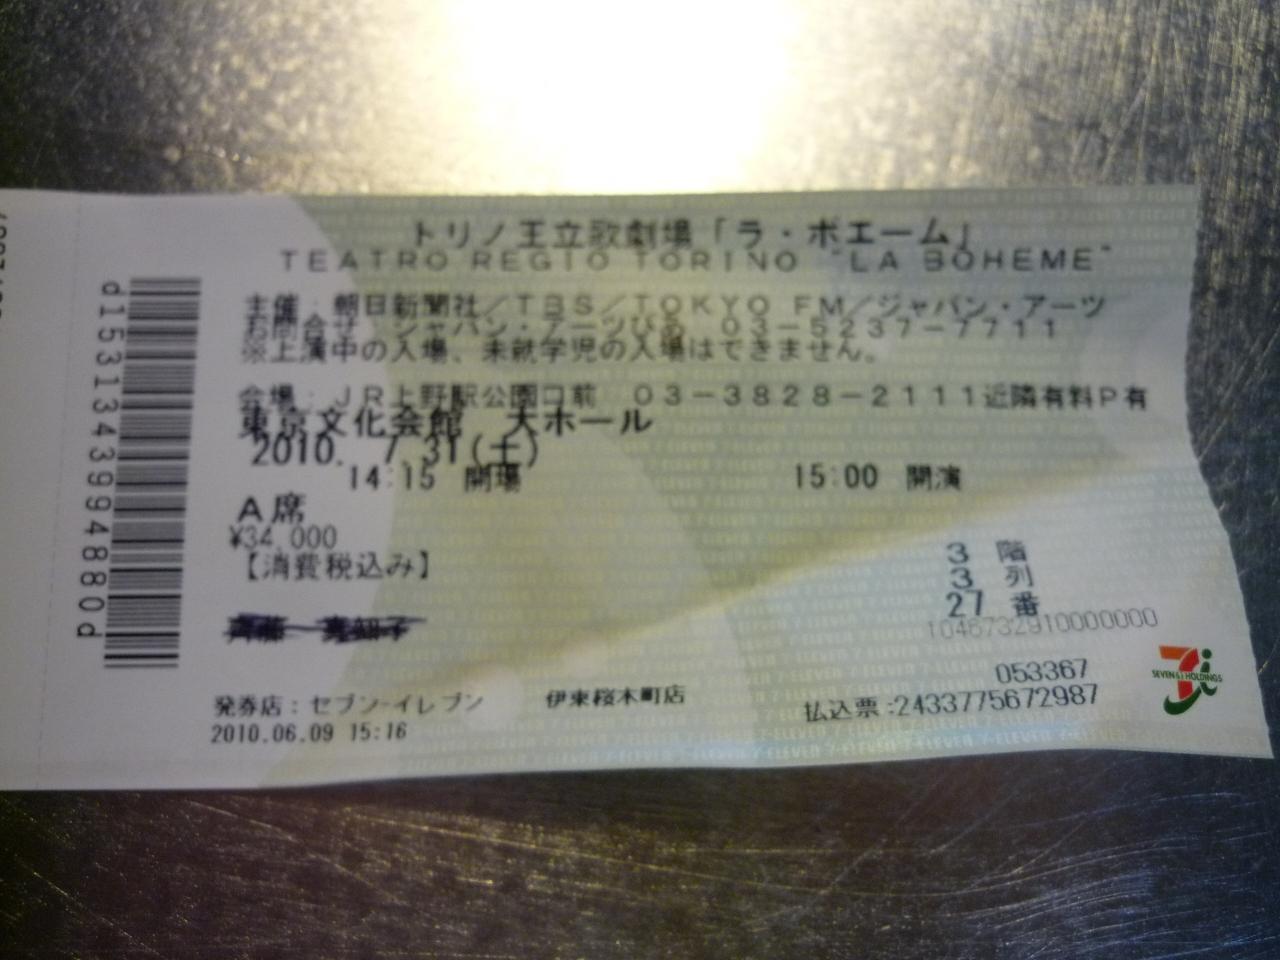 トリノ王立歌劇場「ラ・ボエーム」
TEATRO REGIO TORINO "LA BOHEME"
主催：朝日新聞社／TBS／TOKYO FM／ジャパン・アーツ
お問合せ：ジャパン・アーツぴあ 03-5237-7711
※上演中の入場、未就学児の入場はできません。
会場：JR上野駅公園口前 03-3828-2111近隣有料P有
東京文化会館 大ホール
2010. 7.31(土)
14:15 開場 15:00 開演
A席
¥34,000
【消費税込み】
3 階
3 列
27 番
1046732910000000
053367
発券店：セブン-イレブン 伊東桜木町店 払込票:2433775672987
2010.06.09 15:16
d15313439994880d
SEVEN & i HOLDINGS